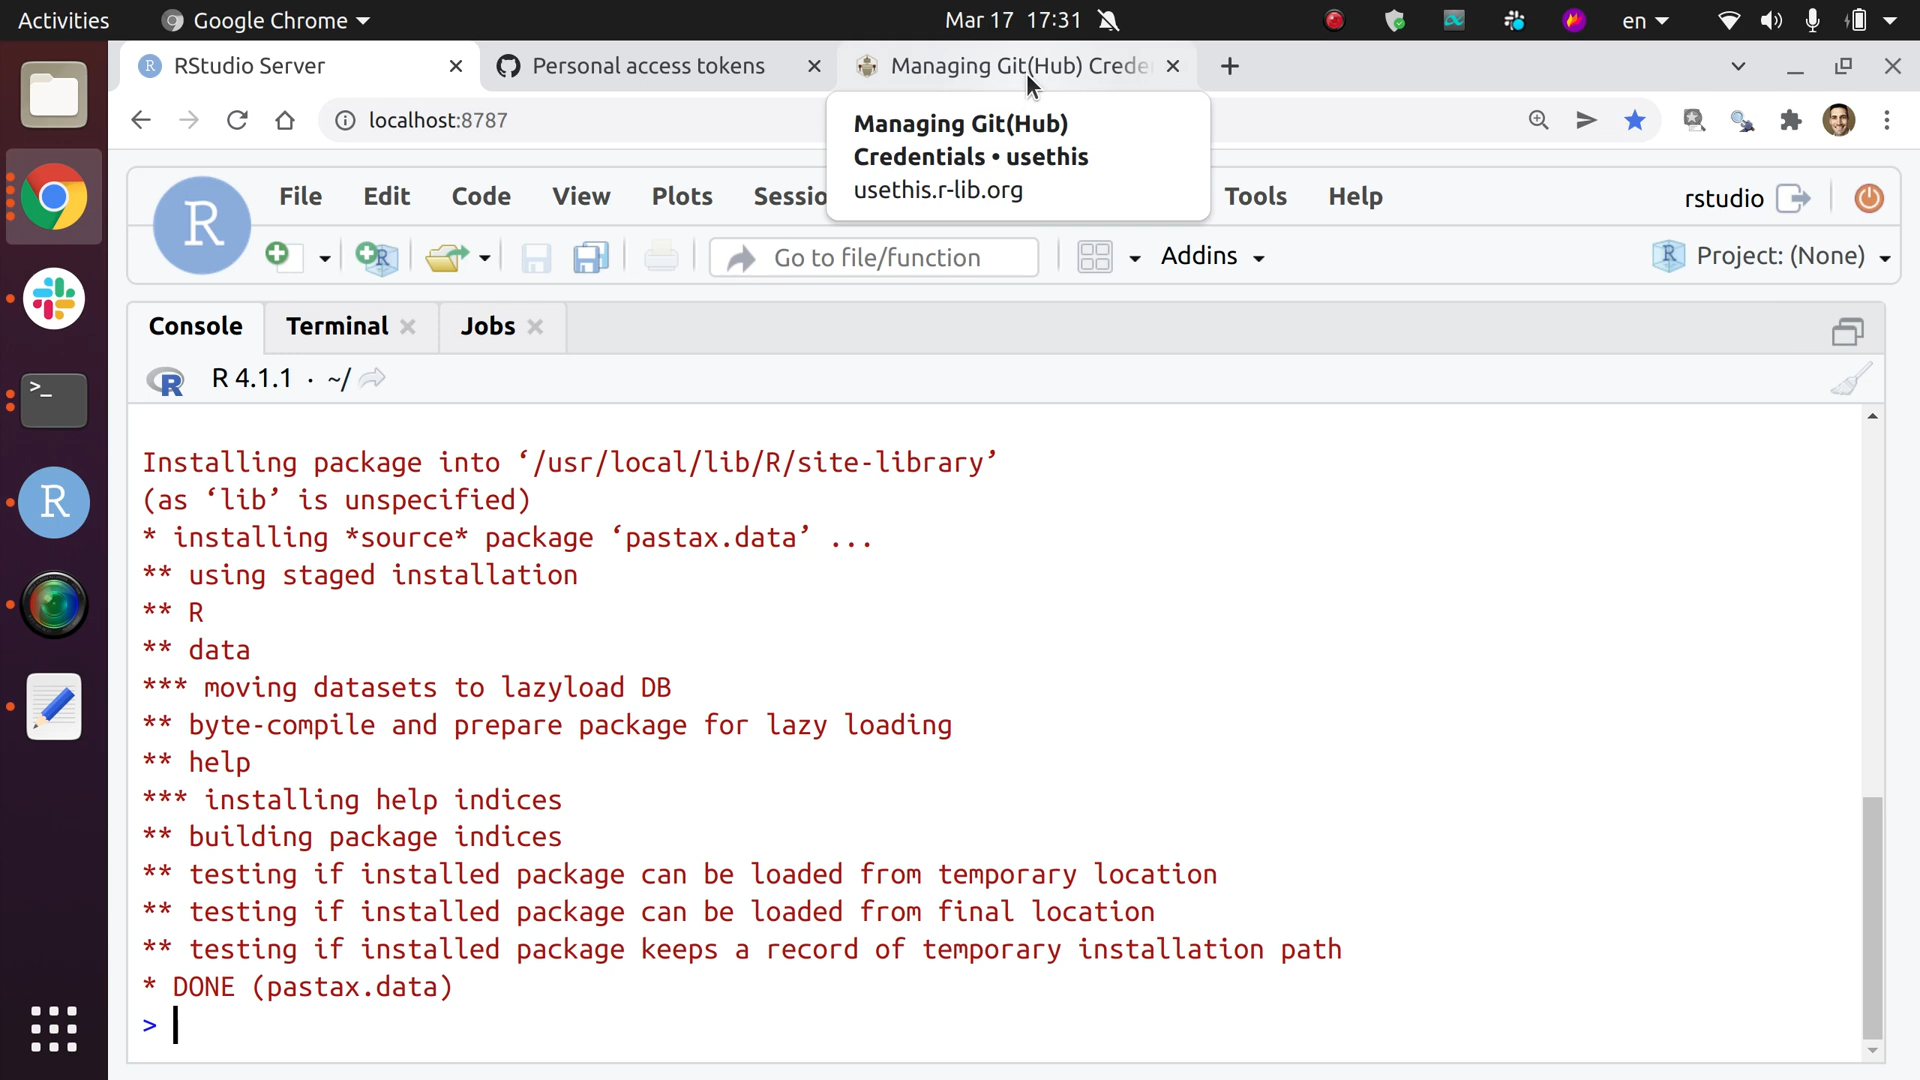 Activities
Google Chrome
Mar 17 17:31
en
RStudio Server
Personal access tokens
Managing Git(Hub) Crede
localhost:8787
Managing Git(Hub)
Credentials • usethis
usethis.r-lib.org
File Edit Code View Plots Sessio Tools Help
rstudio
R
Go to file/function
Addins
Project: (None)
Console Terminal Jobs
R 4.1.1 · ~/
Installing package into ‘/usr/local/lib/R/site-library’
(as ‘lib’ is unspecified)
* installing *source* package ‘pastax.data’ ...
** using staged installation
** R
** data
*** moving datasets to lazyload DB
** byte-compile and prepare package for lazy loading
** help
*** installing help indices
** building package indices
** testing if installed package can be loaded from temporary location
** testing if installed package can be loaded from final location
** testing if installed package keeps a record of temporary installation path
* DONE (pastax.data)
>